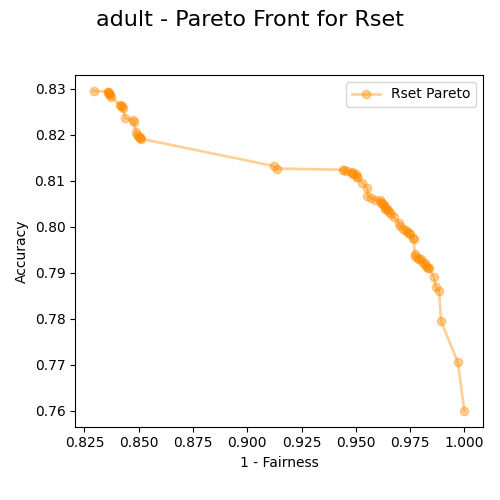 adult - Pareto Front for Rset
Rset Pareto
Accuracy
0.83
0.82
0.81
0.80
0.79
0.78
0.77
0.76
0.825 0.850 0.875 0.900 0.925 0.950 0.975 1.000
1 - Fairness